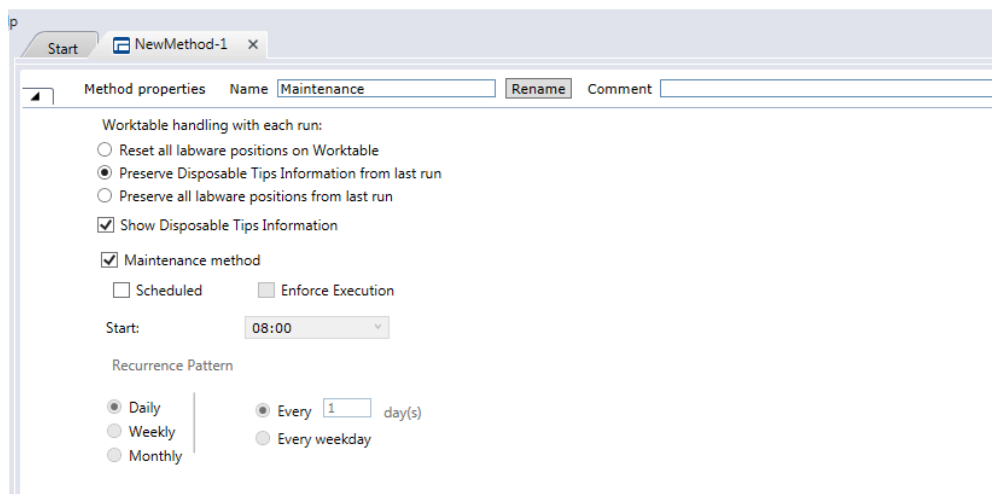 lp
Start NewMethod-1
Method properties Name Maintenance Rename Comment
Worktable handling with each run:
Reset all labware positions on Worktable
Preserve Disposable Tips Information from last run
Preserve all labware positions from last run
Show Disposable Tips Information
Maintenance method
Scheduled Enforce Execution
Start: 08:00
Recurrence Pattern
Daily Every 1 day(s)
Weekly Every weekday
Monthly